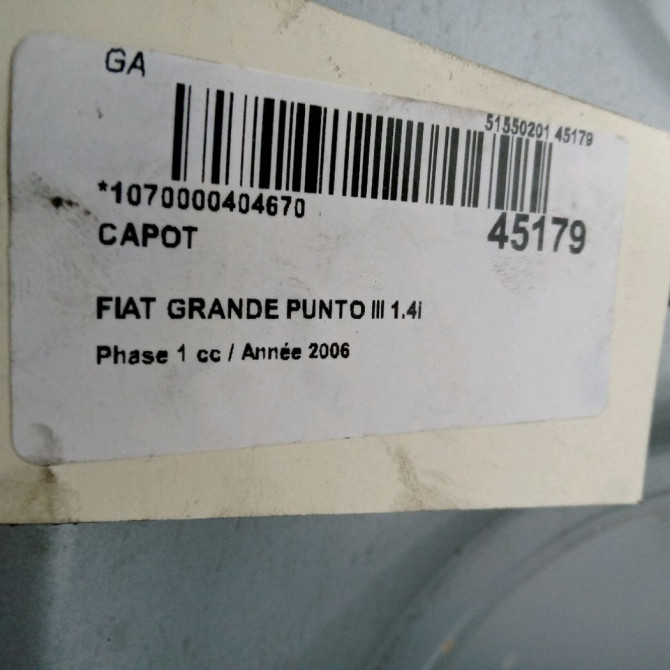 GA
51550201 45179
*1070000404670
CAPOT
45179
FIAT GRANDE PUNTO III 1.4i
Phase 1 cc / Année 2006